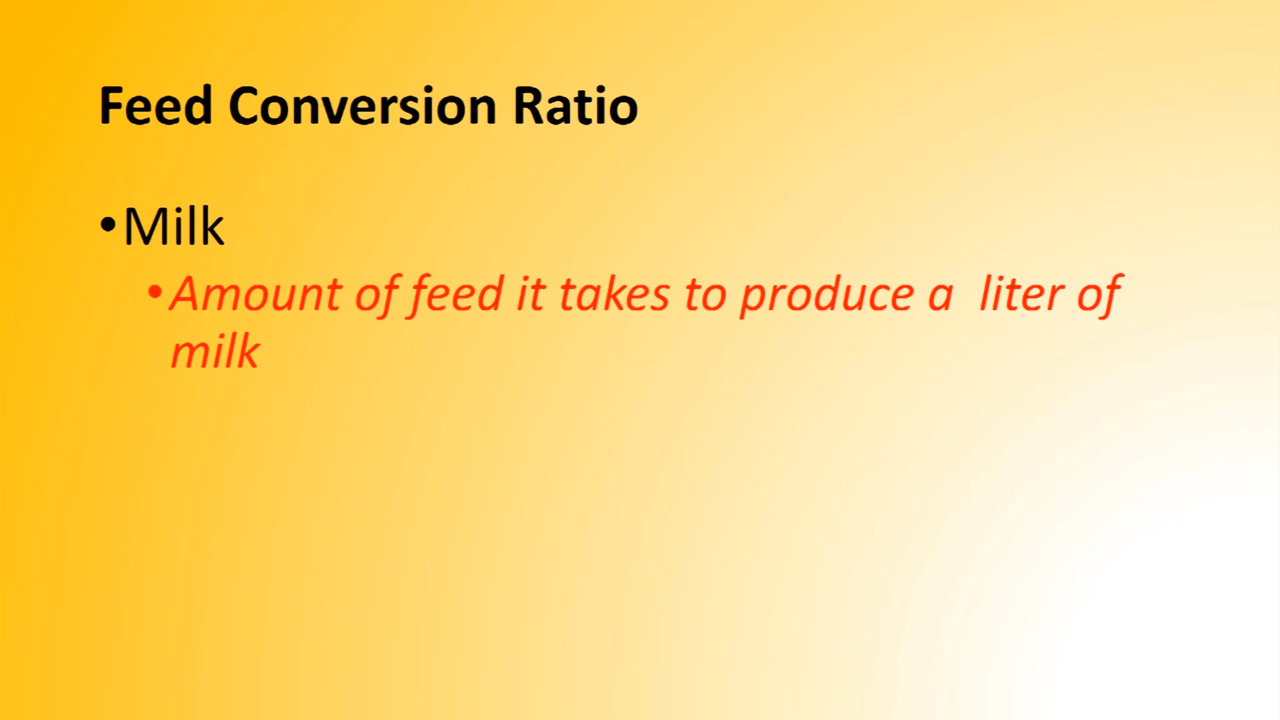 Feed Conversion Ratio
•Milk
•Amount of feed it takes to produce a  liter of
milk